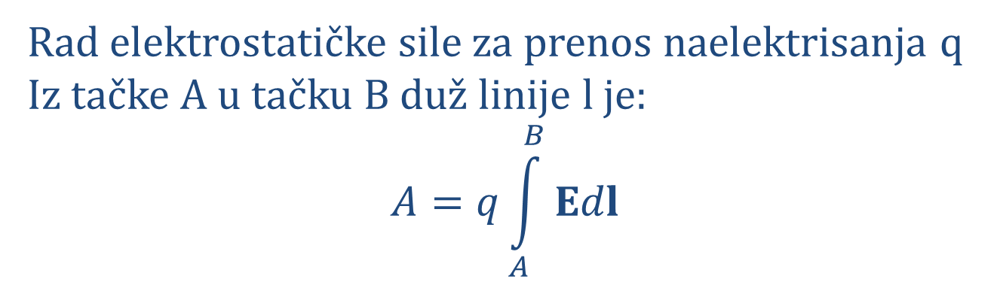 Rad elektrostatičke sile za prenos naelektrisanja q
Iz tačke A u tačku B duž linije l je:
B
A = q ∫ Edl
A